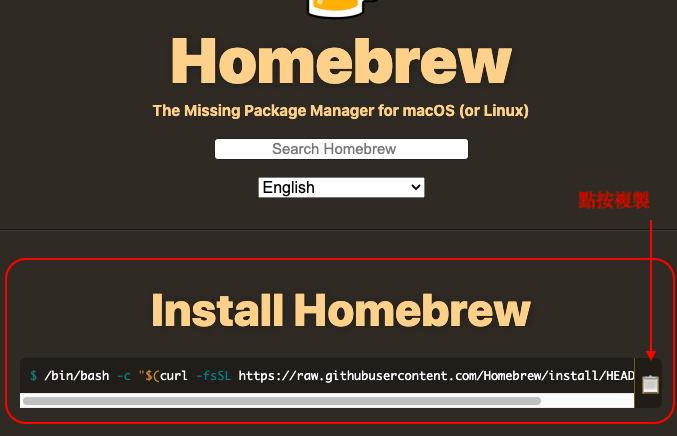 Homebrew
The Missing Package Manager for macOS (or Linux)
Search Homebrew
English
點按複製
Install Homebrew
$ /bin/bash -c "$(curl -fsSL https://raw.githubusercontent.com/Homebrew/install/HEAD